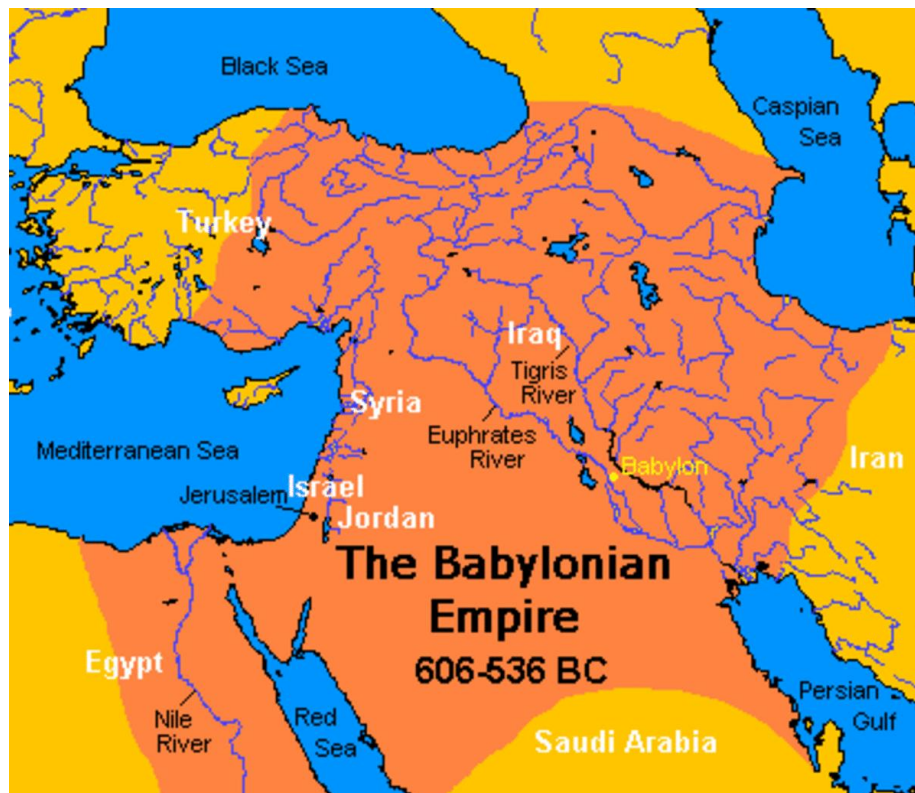 Black Sea
Caspian
Sea
Turkey
Iraq
Tigris
River
Syria
Euphrates
River
Mediterranean Sea
Babylon
Iran
Jerusalem
Israel
Jordan
The Babylonian
Empire
606-536 BC
Egypt
Nile
River
Red
Sea
Saudi Arabia
Persian
Gulf